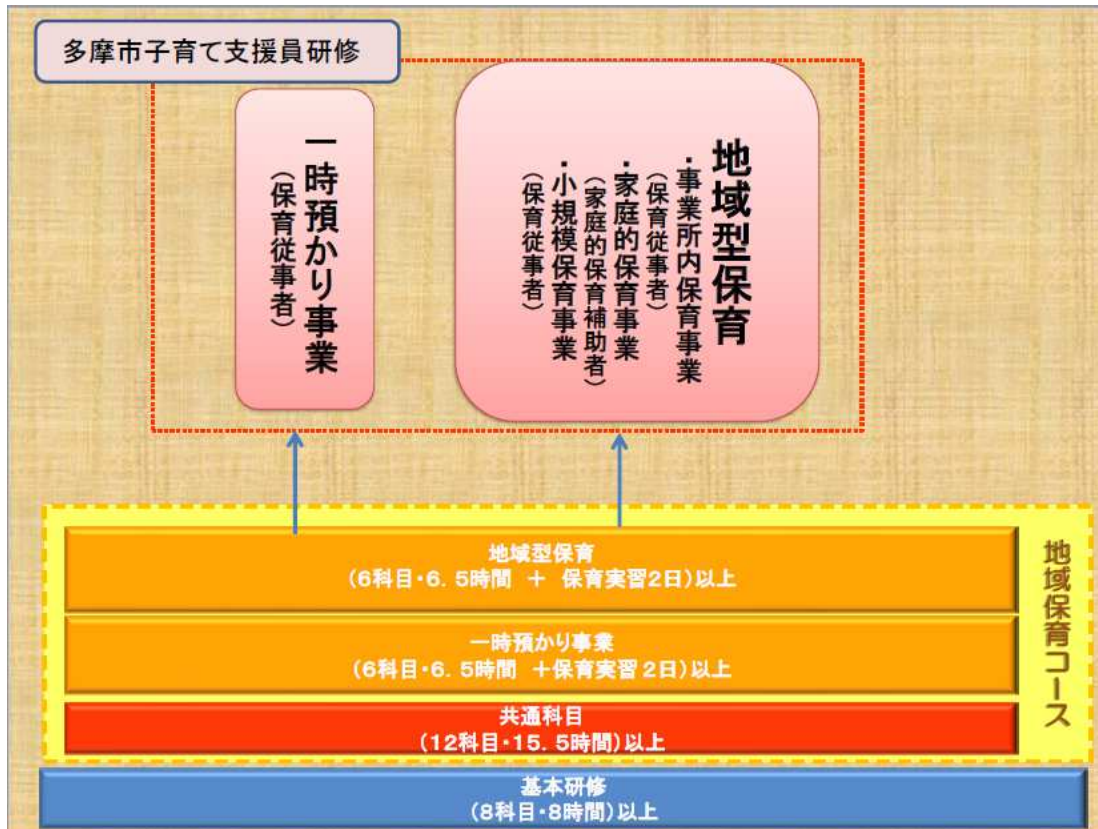 多摩市子育て支援員研修
地域型保育
・事業所内保育事業
（保育従事者）
・家庭的保育事業
（家庭的保育補助者）
・小規模保育事業
（保育従事者）
一時預かり事業
（保育従事者）
地域保育コース
地域型保育
（6科目・6．5時間　＋　保育実習2日）以上
一時預かり事業
（6科目・6．5時間　＋保育実習2日）以上
共通科目
（12科目・15．5時間）以上
基本研修
（8科目・8時間）以上